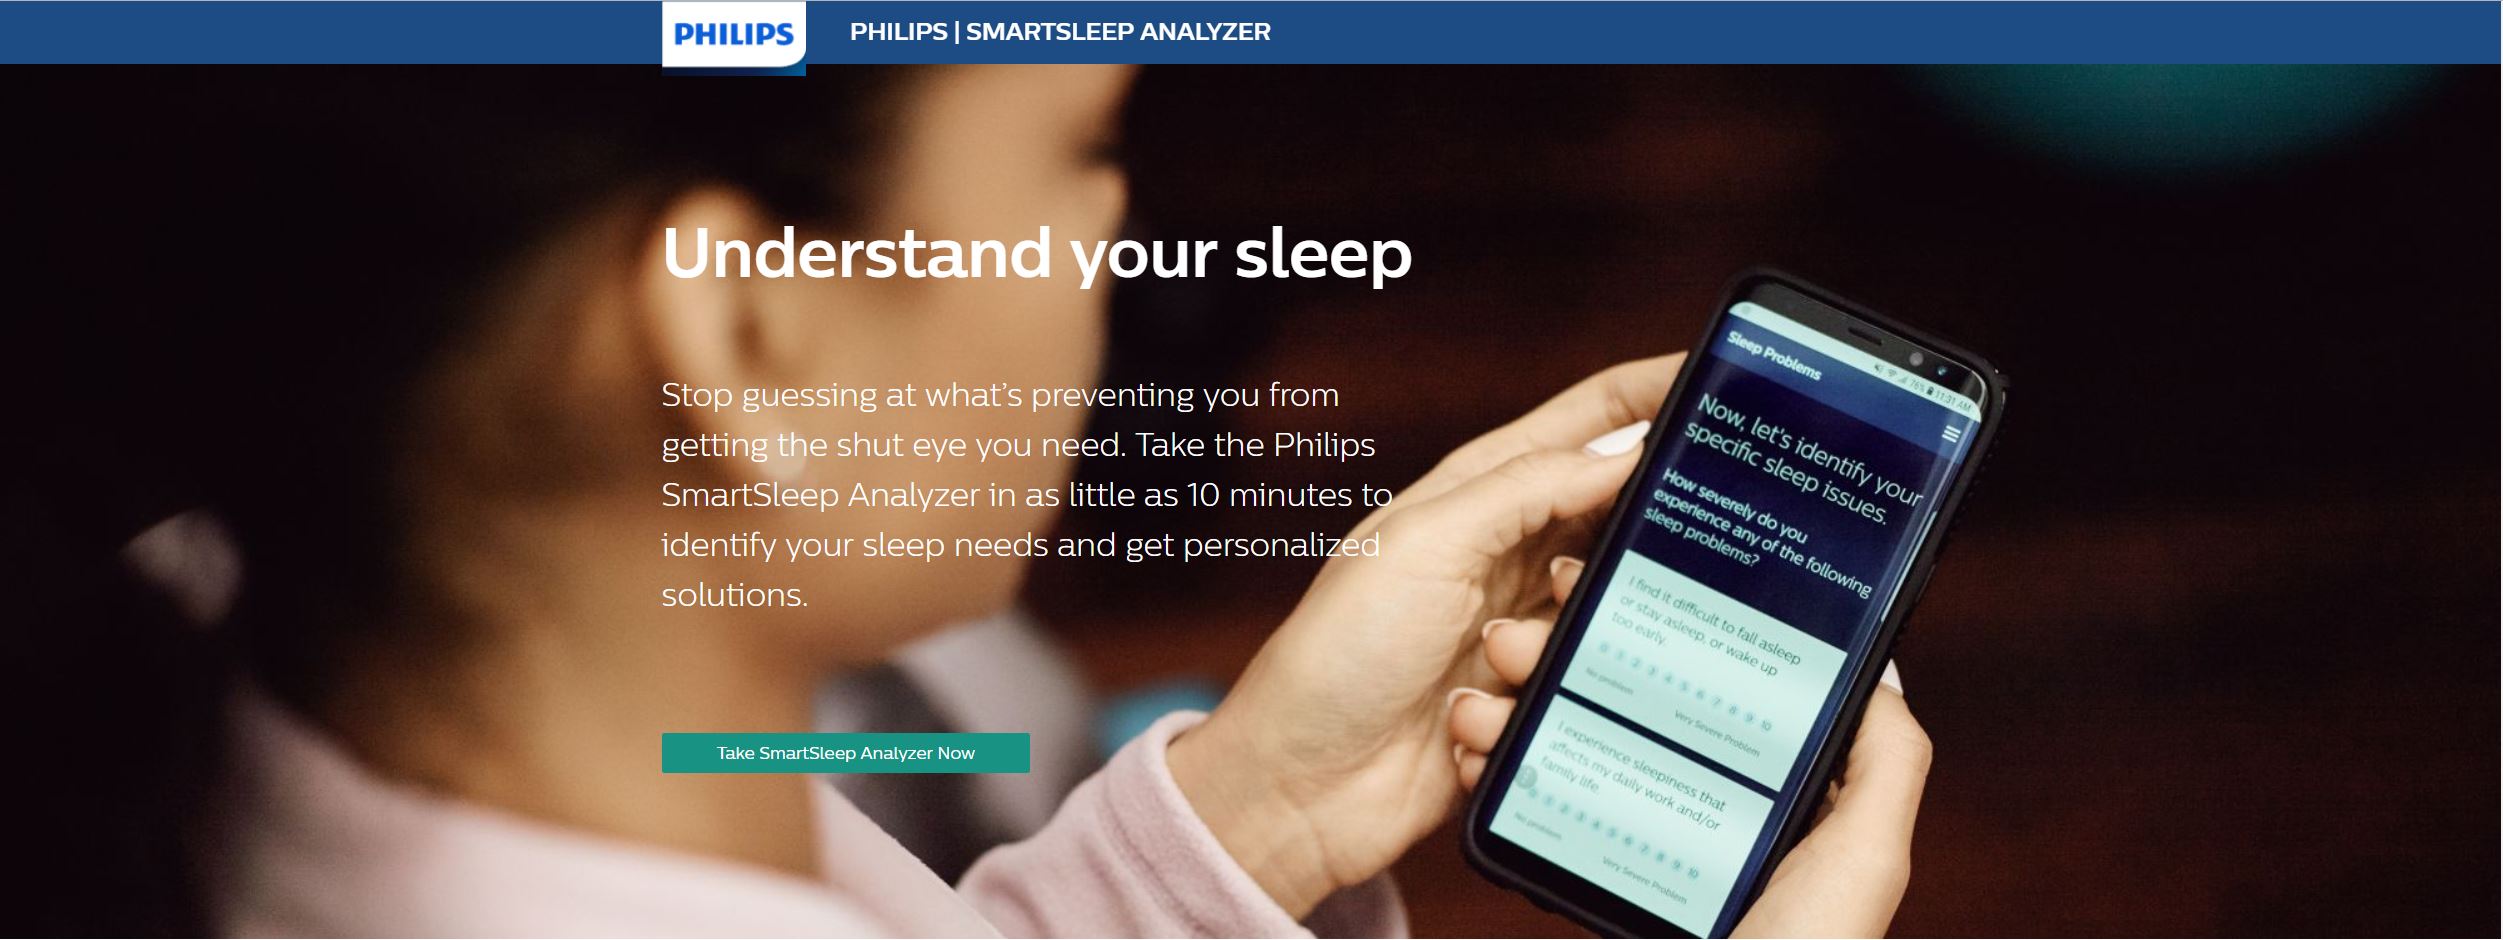 PHILIPS
PHILIPS | SMARTSLEEP ANALYZER
Understand your sleep
Stop guessing at what’s preventing you from
getting the shut eye you need. Take the Philips
SmartSleep Analyzer in as little as 10 minutes to
identify your sleep needs and get personalized
solutions.
Take SmartSleep Analyzer Now
76% 11:31 AM
Sleep Problems
Now, let's identify your
specific sleep issues.
How severely do you
experience any of the following
sleep problems?
I find it difficult to fall asleep
or stay asleep, or wake up
too early.
0 1 2 3 4 5 6 7 8 9 10
No problem
Very Severe Problem
I experience sleepiness that
affects my daily work and/or
family life.
0 1 2 3 4 5 6 7 8 9 10
No problem
Very Severe Problem